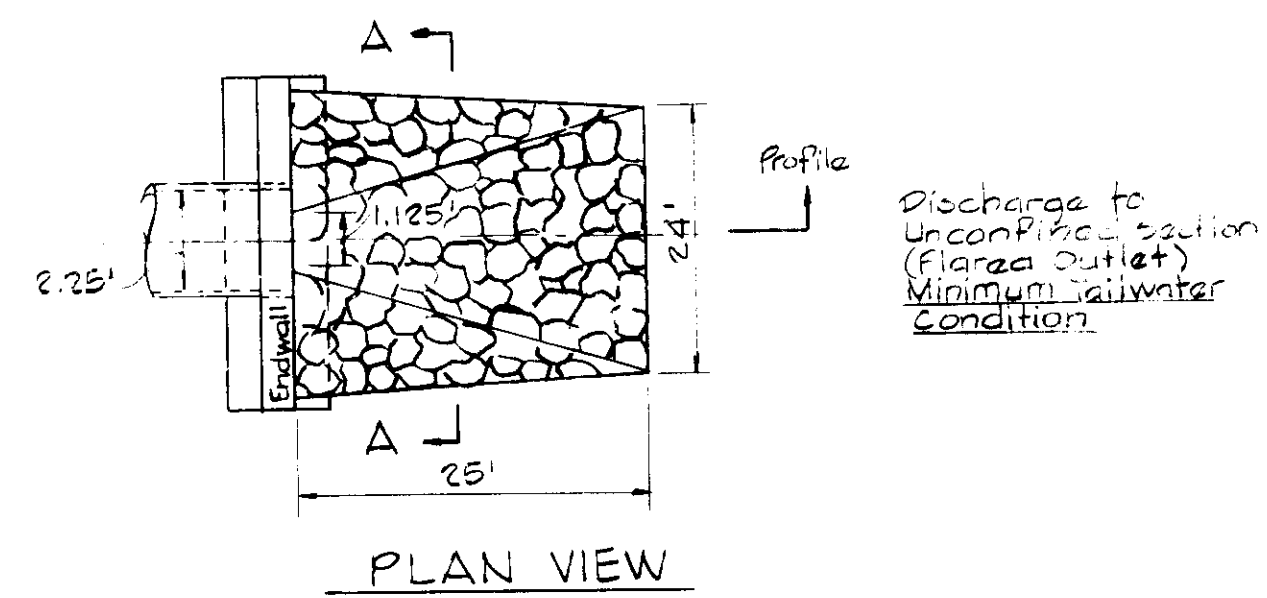 A
Profile
1.125'
24'
2.25'
Endwall
Discharge to
Unconfined Section
(Flared Outlet)
Minimum Tailwater
Condition
A
25'
PLAN VIEW